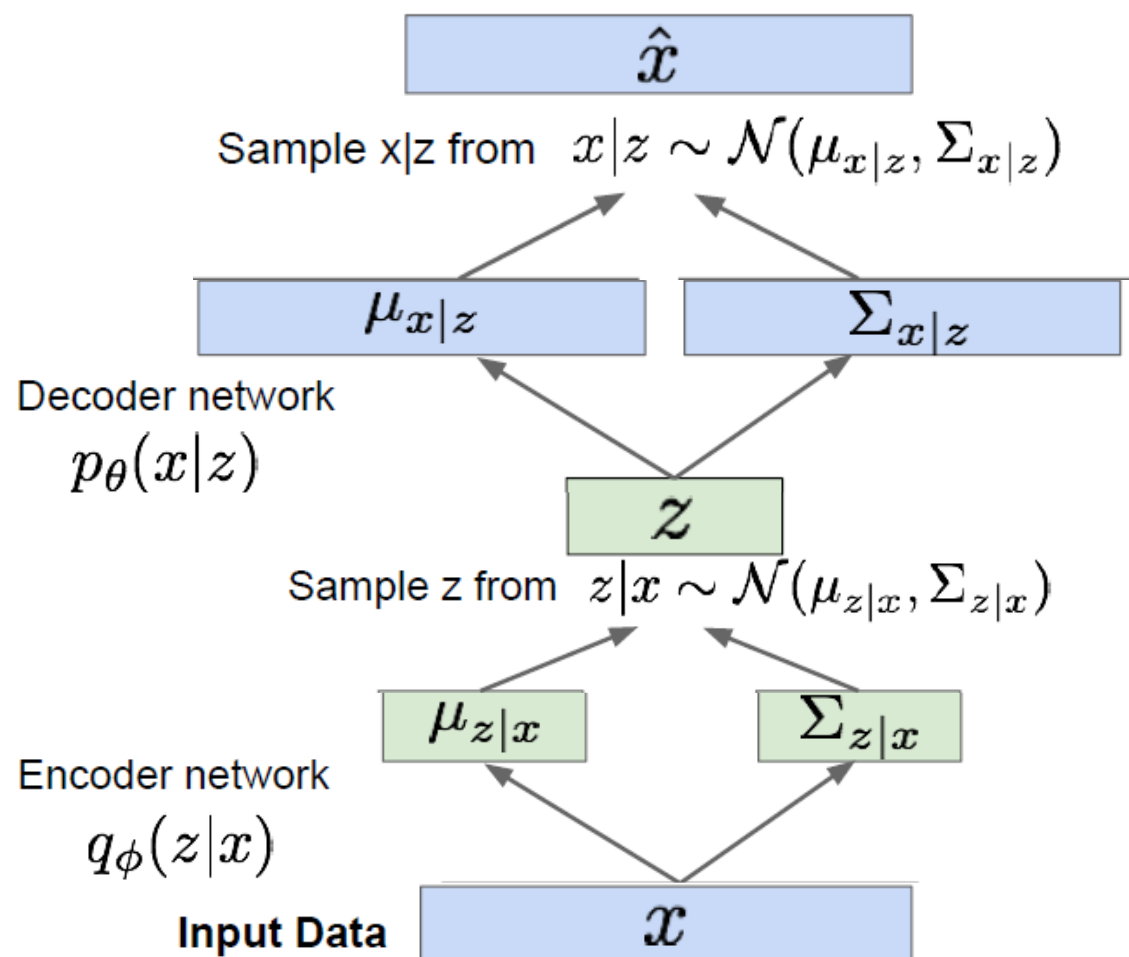 x̂
Sample x|z from x|z ∼ 𝒩(μ_{x|z}, Σ_{x|z})
μ_{x|z} Σ_{x|z}
Decoder network
p_θ(x|z)
z
Sample z from z|x ∼ 𝒩(μ_{z|x}, Σ_{z|x})
μ_{z|x} Σ_{z|x}
Encoder network
q_ϕ(z|x)
Input Data x